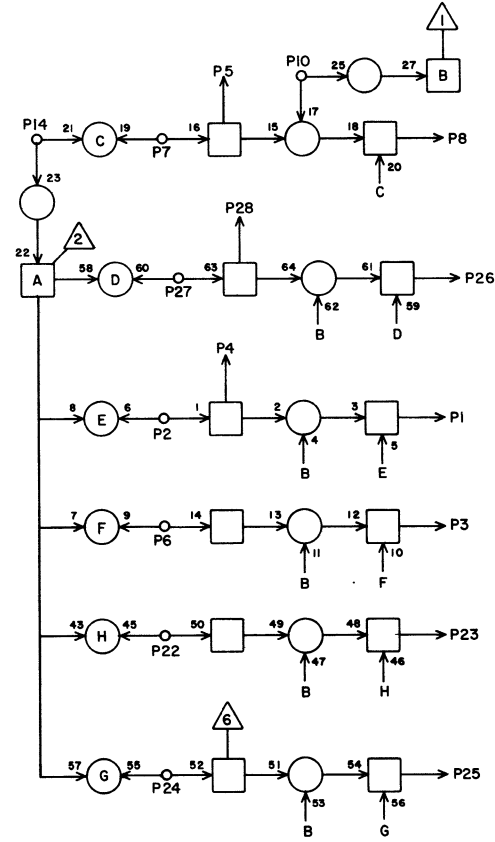 1
P10 25 27 B
P5
P14 21 C 19 P7 16 15 17 18 P8
20
C
23
22 2
P28
A 58 D 60 P27 63 64 61 P26
62 59
B D
P4
8 E 6 P2 1 2 3 P1
4 5
B E
7 F 9 P6 14 13 12 P3
11 10
B F
43 H 45 P22 50 49 48 P23
47 46
B H
6
57 G 55 P24 52 51 54 P25
53 56
B G